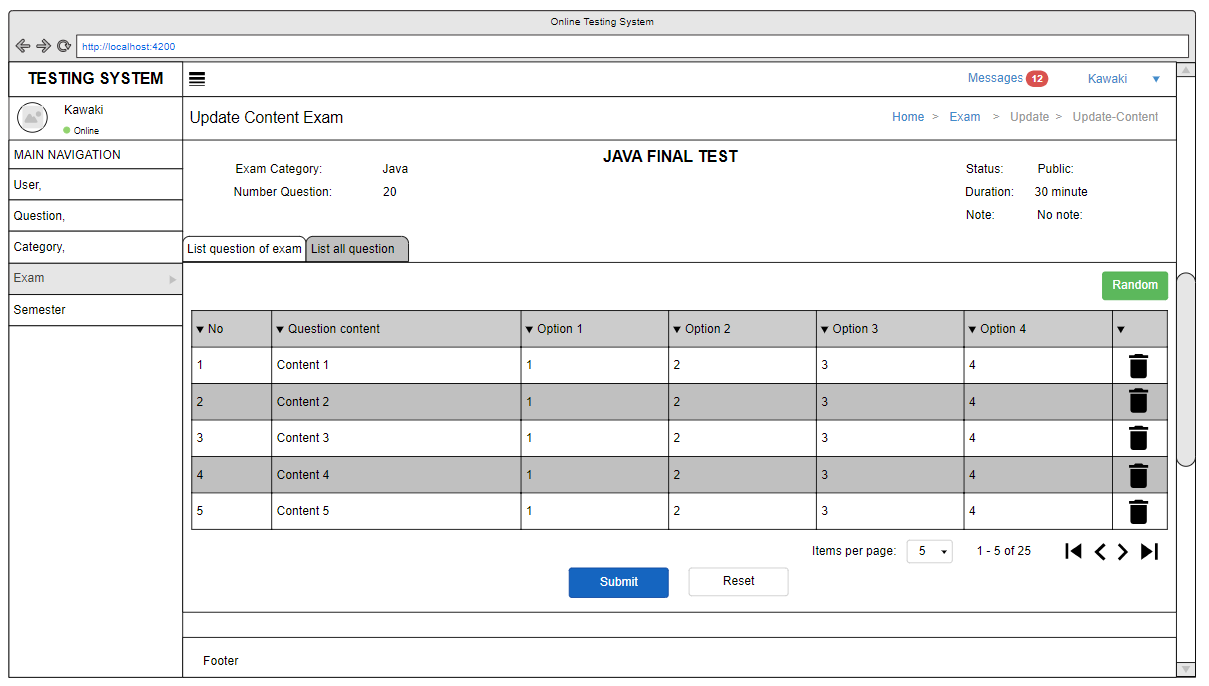 Online Testing System
http://localhost:4200
TESTING SYSTEM
Messages 12 Kawaki
Kawaki
Online
Update Content Exam
Home > Exam > Update > Update-Content
MAIN NAVIGATION
User,
Question,
Category,
Exam
Semester
JAVA FINAL TEST
Exam Category: Java
Number Question: 20
Status: Public:
Duration: 30 minute
Note: No note:
List question of exam List all question
Random
No Question content Option 1 Option 2 Option 3 Option 4
1 Content 1 1 2 3 4
2 Content 2 1 2 3 4
3 Content 3 1 2 3 4
4 Content 4 1 2 3 4
5 Content 5 1 2 3 4
Items per page: 5 1 - 5 of 25
Submit Reset
Footer